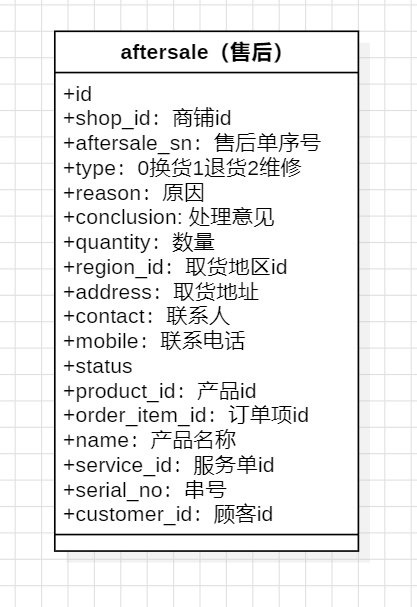 aftersale（售后）
+id
+shop_id：商铺id
+aftersale_sn：售后单序号
+type：0换货1退货2维修
+reason：原因
+conclusion: 处理意见
+quantity：数量
+region_id：取货地区id
+address：取货地址
+contact：联系人
+mobile：联系电话
+status
+product_id：产品id
+order_item_id：订单项id
+name：产品名称
+service_id：服务单id
+serial_no：串号
+customer_id：顾客id